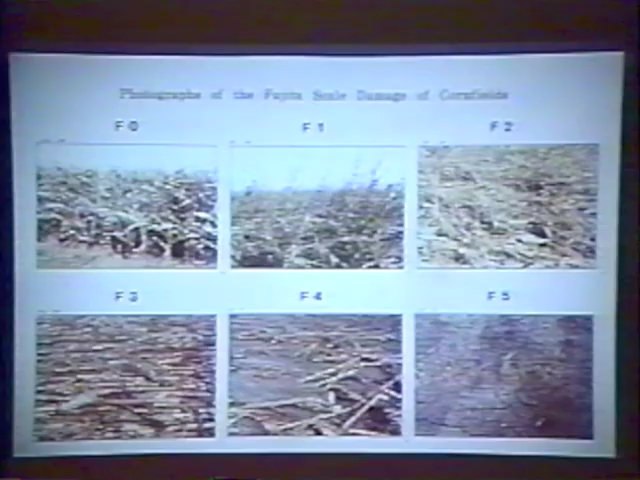 Photographs of the Fujita Scale Damage of Cornfields
F 0 F 1 F 2
F 3 F 4 F 5